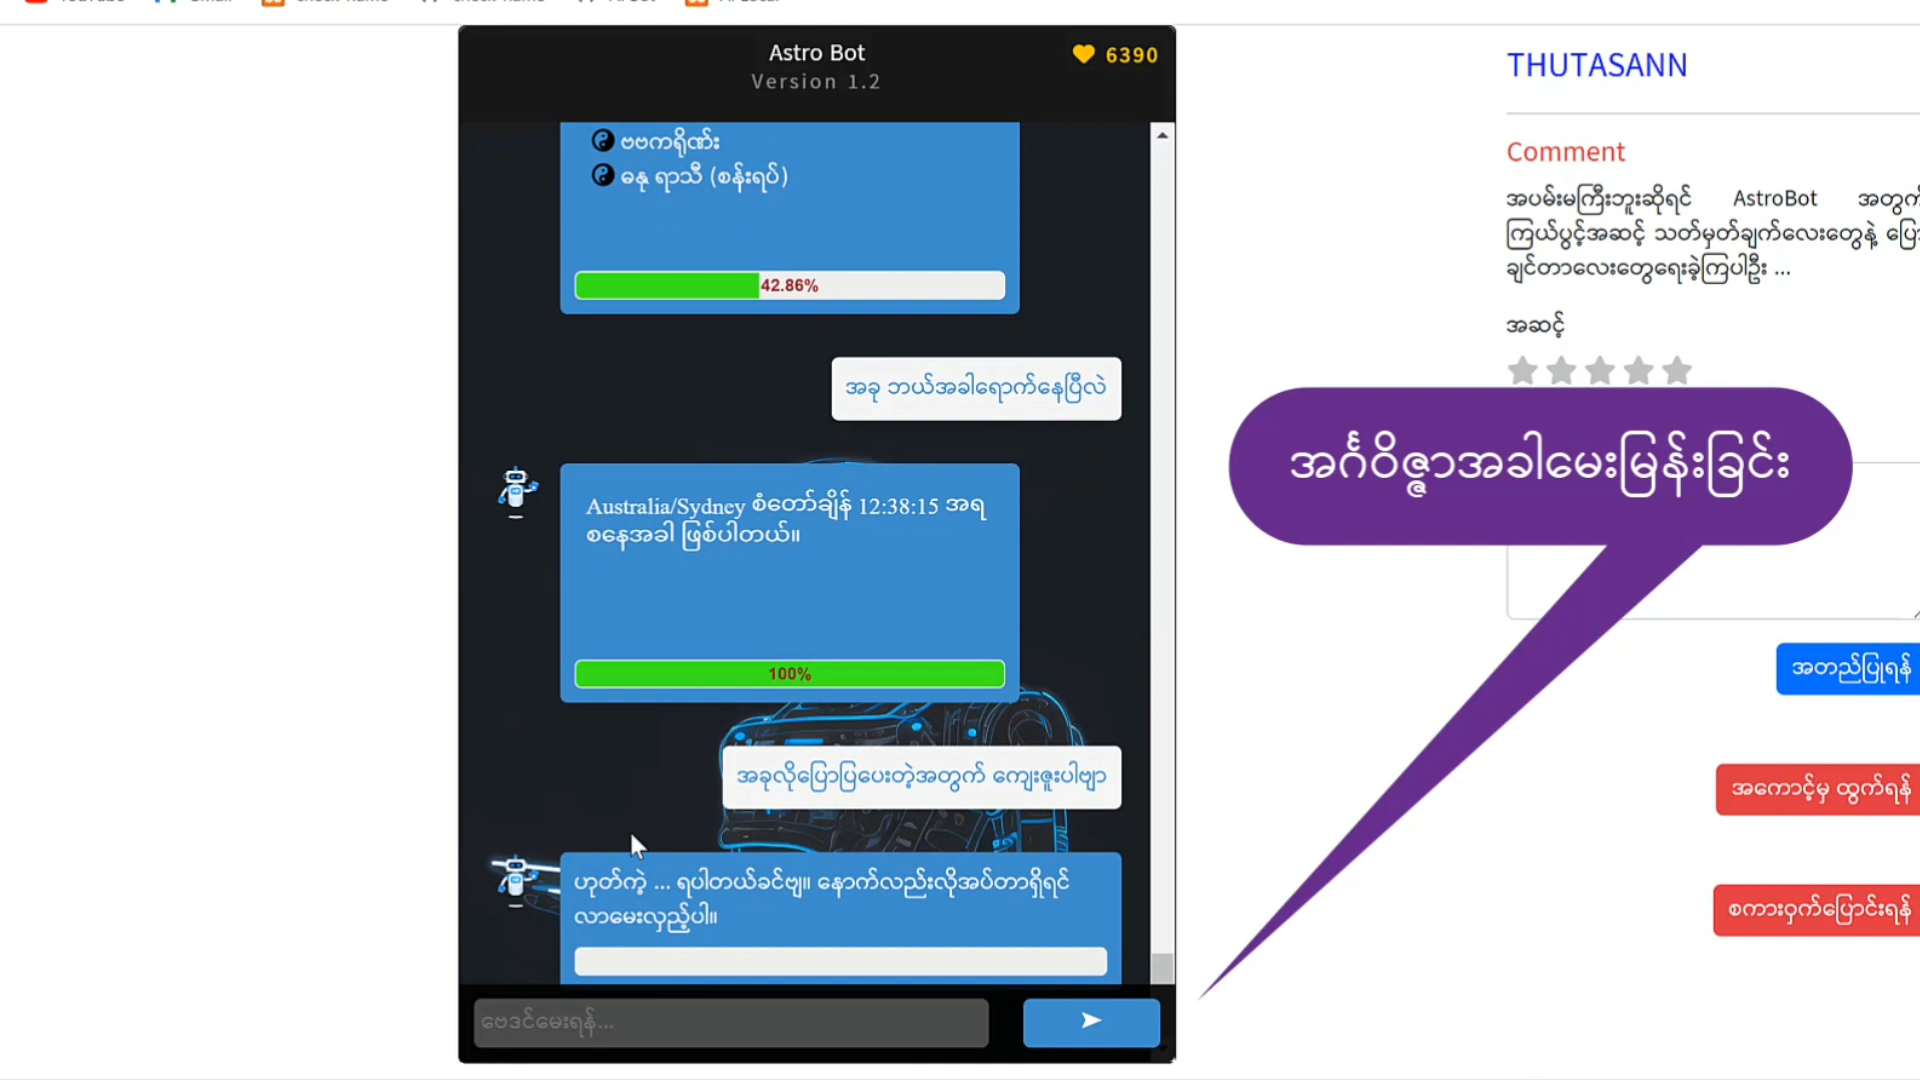 Astro Bot
Version 1.2
6390
ဗဗကရိုဏ်း
ဓနု ရာသီ (စန်းရပ်)
42.86%
အခု ဘယ်အခါရောက်နေပြီလဲ
Australia/Sydney စံတော်ချိန် 12:38:15 အရ
စနေအခါ ဖြစ်ပါတယ်။
100%
အခုလိုပြောပြပေးတဲ့အတွက် ကျေးဇူးပါဗျာ
ဟုတ်ကဲ့ ... ရပါတယ်ခင်ဗျ။ နောက်လည်းလိုအပ်တာရှိရင်
လာမေးလှည့်ပါ။
ဗေဒင်မေးရန်...
THUTASANN
Comment
အပမ်းမကြီးဘူးဆိုရင် AstroBot အတွက်
ကြယ်ပွင့်အဆင့် သတ်မှတ်ချက်လေးတွေနဲ့
ချင်တာလေးတွေရေးခဲ့ကြပါဦး ...
အဆင့်
အင်္ဂဝိဇ္ဇာအခါမေးမြန်းခြင်း
အတည်ပြုရန်
အကောင့်မှ ထွက်ရန်
စကားဝှက်ပြောင်းရန်